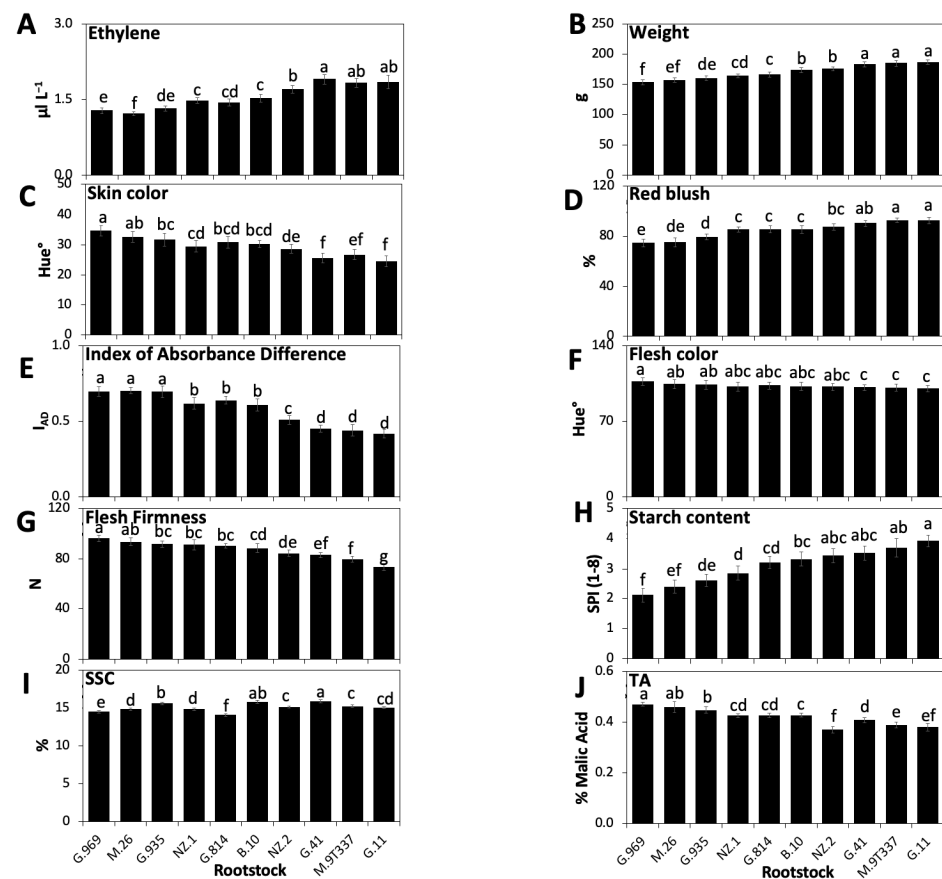 A
Ethylene
3.0
1.5
0.0
µl L⁻¹
e f de c cd c b a ab ab
B
Weight
250
200
150
100
50
0
g
f ef de cd c b b a a a
C
Skin color
50
40
30
20
10
0
Hue°
a ab bc cd bcd bcd de f ef f
D
Red blush
120
80
40
0
%
e de d c c c bc ab a a
E
Index of Absorbance Difference
1.0
0.5
0.0
I_AD
a a a b b b c d d d
F
Flesh color
140
70
0
Hue°
a ab ab abc abc abc abc c c c
G
Flesh Firmness
120
80
40
0
N
a ab bc bc bc cd de ef f g
H
Starch content
5
4
3
2
1
0
SPI (1-8)
f ef de d cd bc abc abc ab a
I
SSC
20
15
10
5
0
%
e d b d f ab c a c cd
G.969 M.26 G.935 NZ.1 G.814 B.10 NZ.2 G.41 M.9T337 G.11
Rootstock
J
TA
0.6
0.4
0.2
0.0
% Malic Acid
a ab b cd cd c f d e ef
G.969 M.26 G.935 NZ.1 G.814 B.10 NZ.2 G.41 M.9T337 G.11
Rootstock